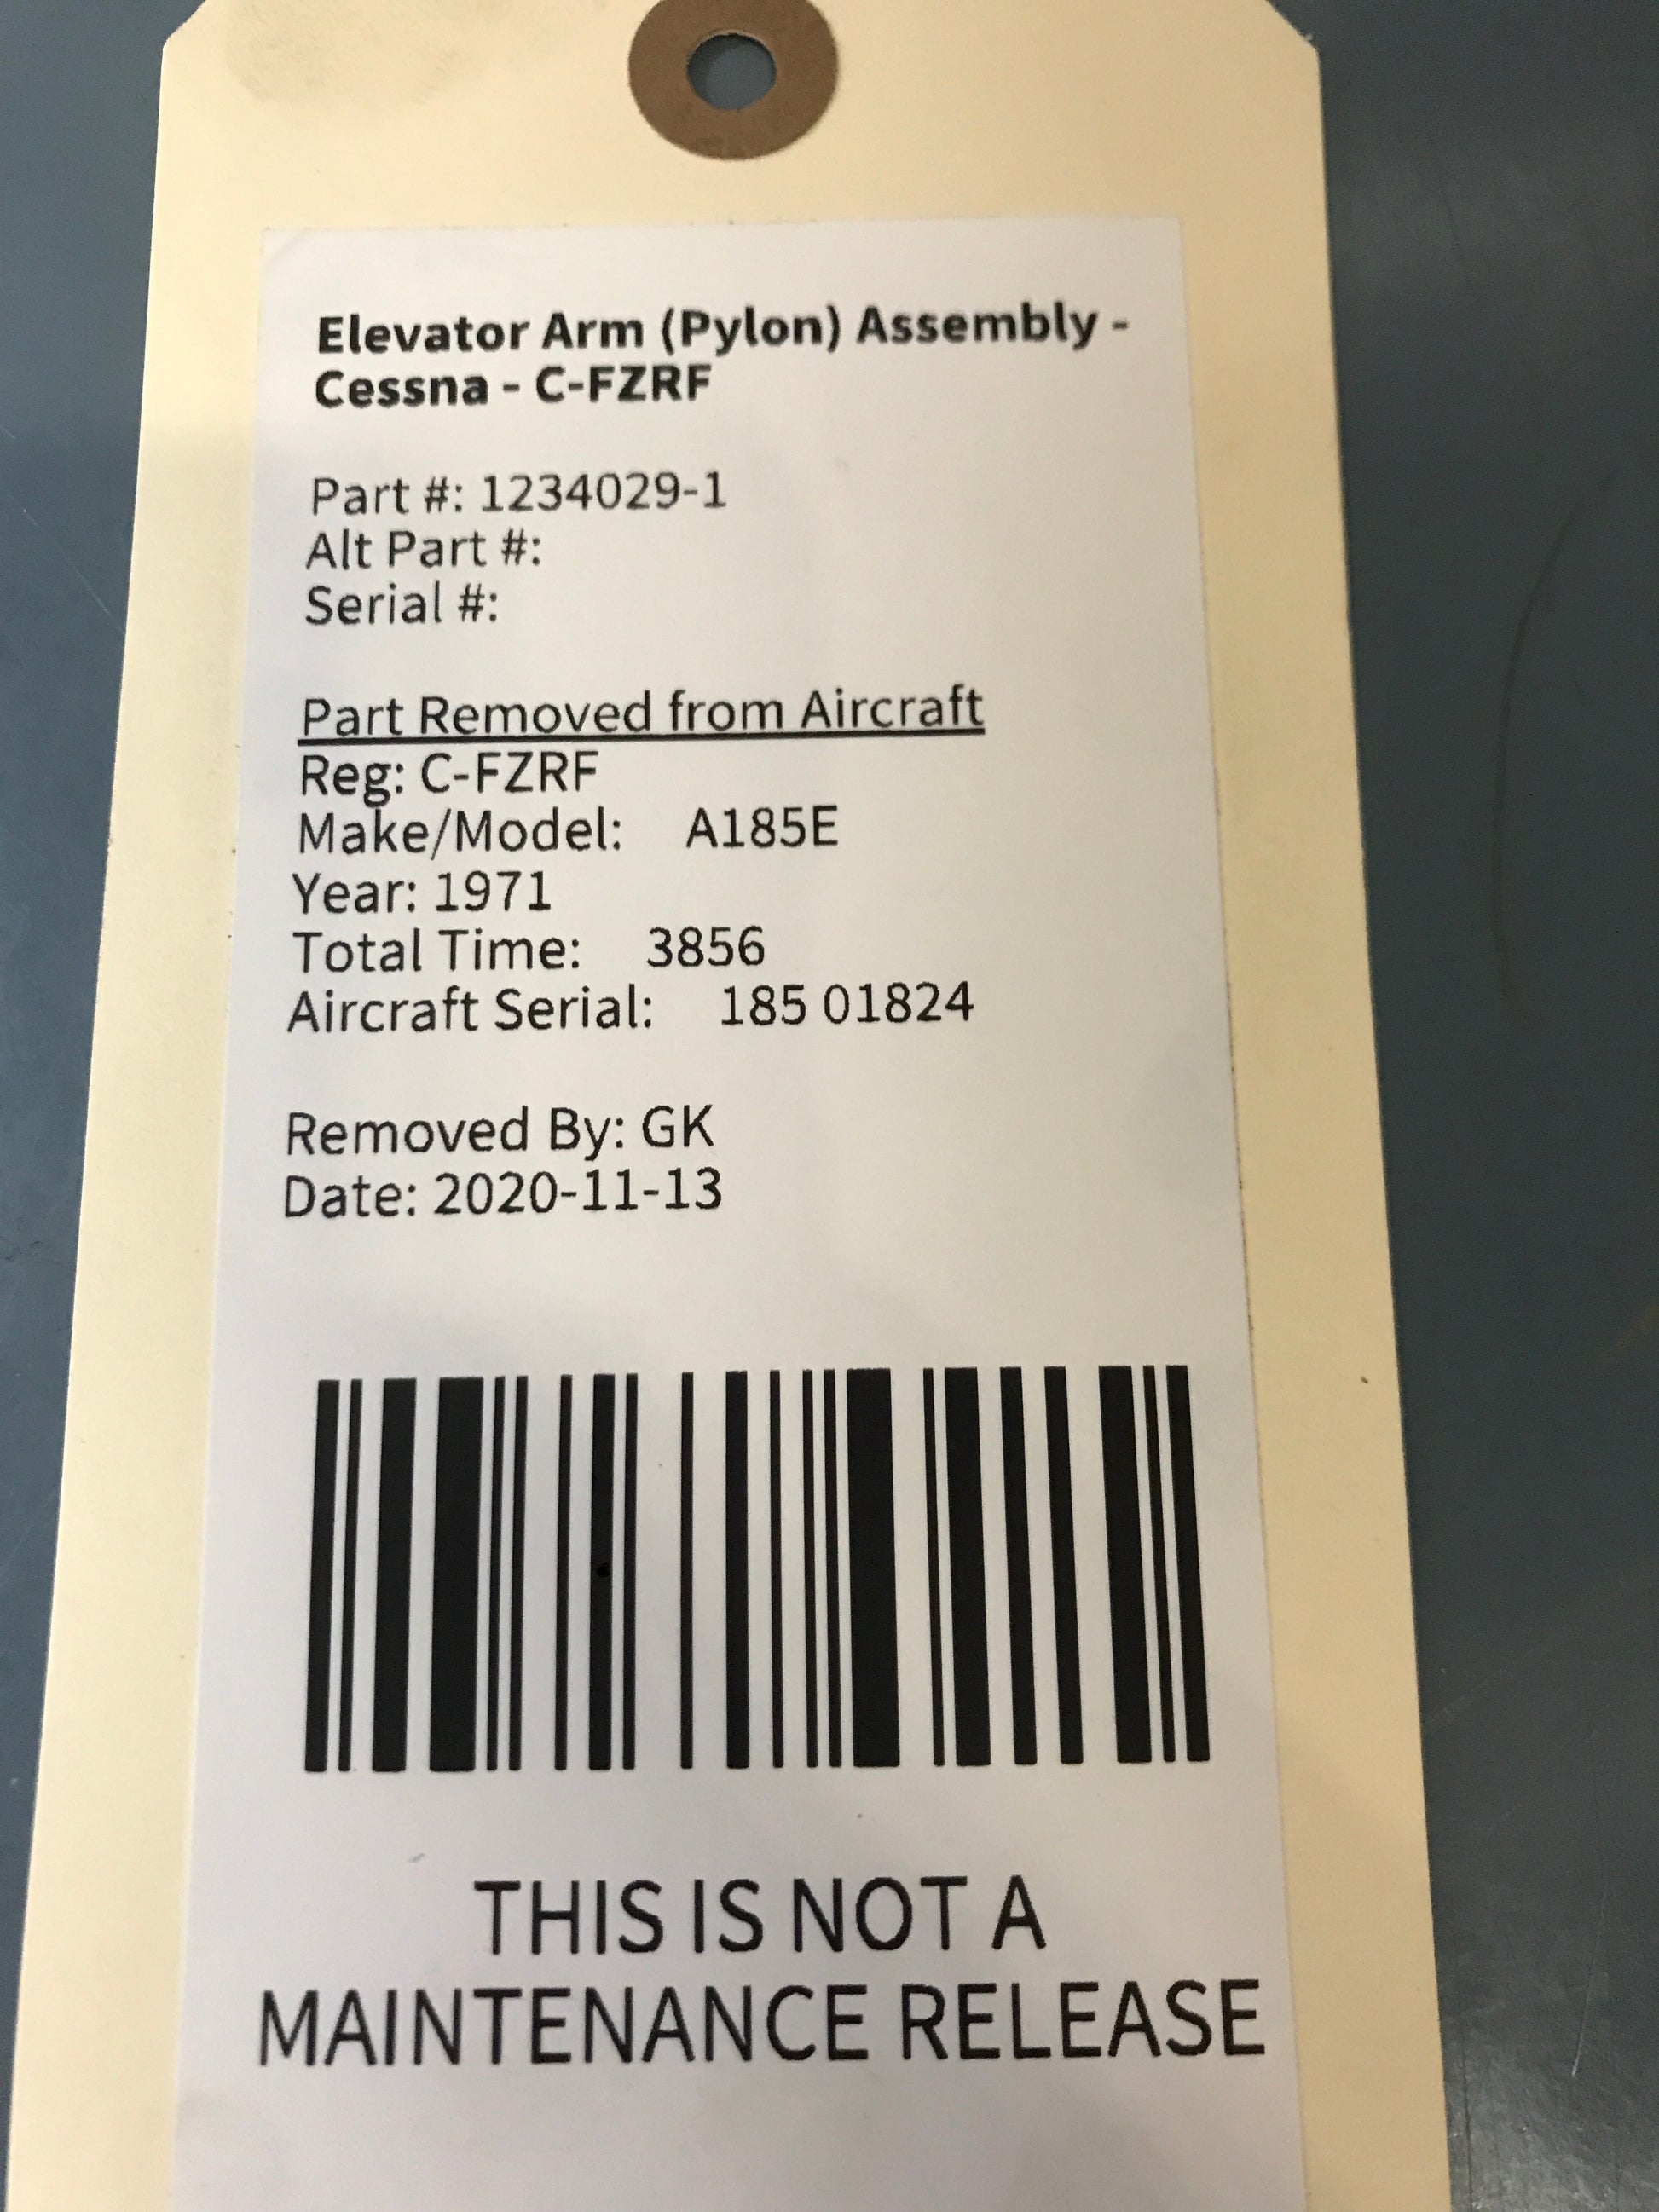 Elevator Arm (Pylon) Assembly -
Cessna - C-FZRF
Part #: 1234029-1
Alt Part #:
Serial #:
Part Removed from Aircraft
Reg: C-FZRF
Make/Model: A185E
Year: 1971
Total Time: 3856
Aircraft Serial: 185 01824
Removed By: GK
Date: 2020-11-13
THIS IS NOT A
MAINTENANCE RELEASE